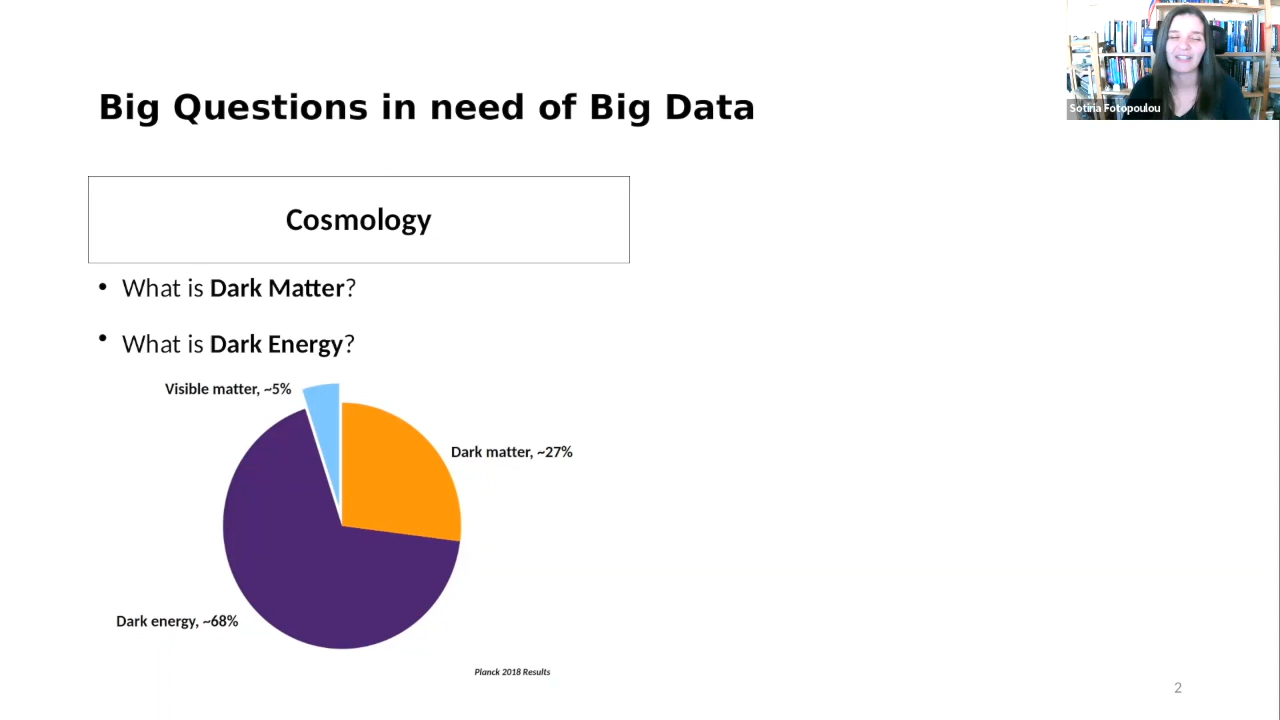 Sotiria Fotopoulou
Big Questions in need of Big Data
Cosmology
• What is Dark Matter?
• What is Dark Energy?
Visible matter, ~5%
Dark matter, ~27%
Dark energy, ~68%
Planck 2018 Results
2